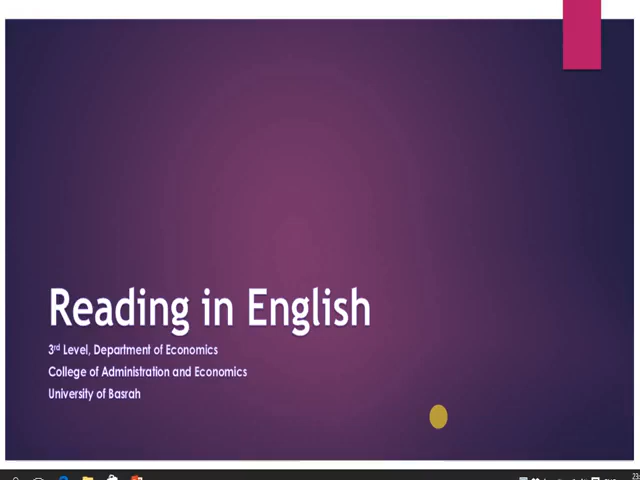 Reading in English
3rd Level, Department of Economics
College of Administration and Economics
University of Basrah